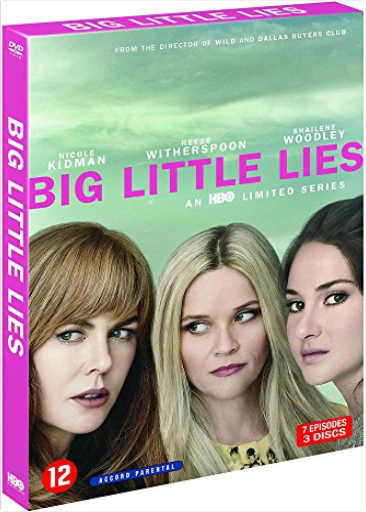 DVD
FROM THE DIRECTOR OF WILD AND DALLAS BUYERS CLUB
NICOLE
KIDMAN
REESE
WITHERSPOON
SHAILENE
WOODLEY
BIG LITTLE LIES
AN HBO LIMITED SERIES
BIG LITTLE LIES
7 EPISODES
3 DISCS
HBO
12
ACCORD PARENTAL